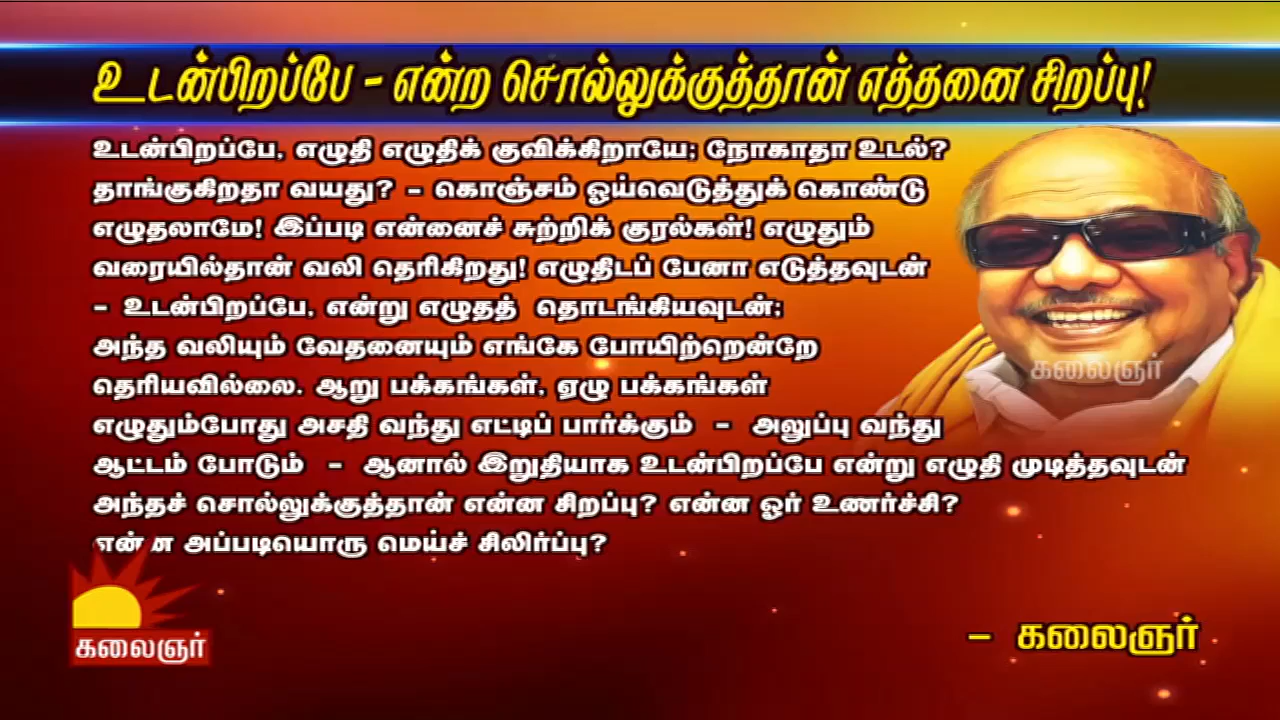 உடன்பிறப்பே - என்ற சொல்லுக்குத்தான் எத்தனை சிறப்பு!
உடன்பிறப்பே, எழுதி எழுதிக் குவிக்கிறாயே; நோகாதா உடல்?
தாங்குகிறதா வயது? - கொஞ்சம் ஓய்வெடுத்துக் கொண்டு
எழுதலாமே! இப்படி என்னைச் சுற்றிக் குரல்கள்! எழுதும்
வரையில்தான் வலி தெரிகிறது! எழுதிடப் பேனா எடுத்தவுடன்
- உடன்பிறப்பே, என்று எழுதத் தொடங்கியவுடன்;
அந்த வலியும் வேதனையும் எங்கே போயிற்றென்றே
தெரியவில்லை. ஆறு பக்கங்கள், ஏழு பக்கங்கள்
எழுதும்போது அசதி வந்து எட்டிப் பார்க்கும் - அலுப்பு வந்து
ஆட்டம் போடும் - ஆனால் இறுதியாக உடன்பிறப்பே என்று எழுதி முடித்தவுடன்
அந்தச் சொல்லுக்குத்தான் என்ன சிறப்பு? என்ன ஓர் உணர்ச்சி?
என்ன அப்படியொரு மெய்ச் சிலிர்ப்பு?
கலைஞர்
- கலைஞர்
கலைஞர்